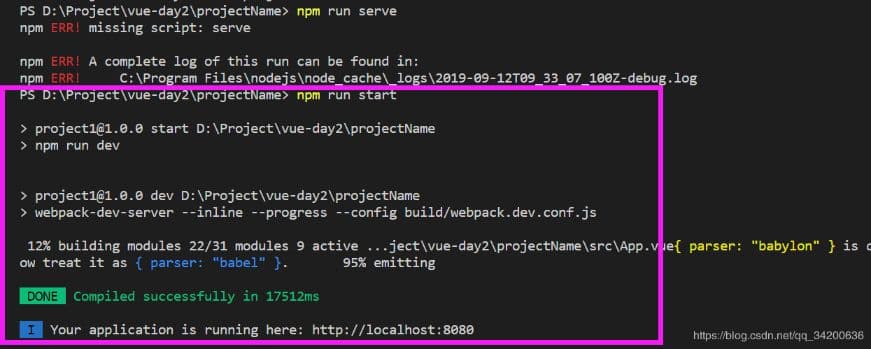 PS D:\Project\vue-day2\projectName> npm run serve
npm ERR! missing script: serve
npm ERR! A complete log of this run can be found in:
npm ERR!     C:\Program Files\nodejs\node_cache\_logs\2019-09-12T09_33_07_100Z-debug.log
PS D:\Project\vue-day2\projectName> npm run start
> project1@1.0.0 start D:\Project\vue-day2\projectName
> npm run dev
> project1@1.0.0 dev D:\Project\vue-day2\projectName
> webpack-dev-server --inline --progress --config build/webpack.dev.conf.js
12% building modules 22/31 modules 9 active ...ject\vue-day2\projectName\src\App.vue{ parser: "babylon" } is
ow treat it as { parser: "babel" }.     95% emitting
DONE Compiled successfully in 17512ms
I Your application is running here: http://localhost:8080
https://blog.csdn.net/qq_34200636